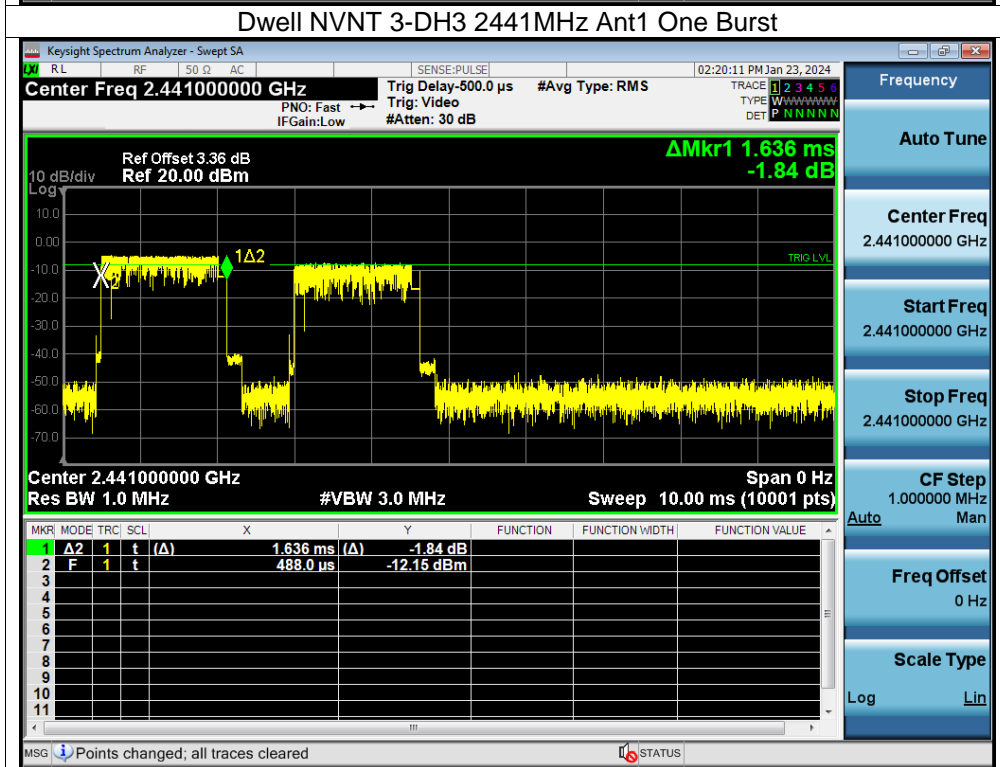 Dwell NVNT 3-DH3 2441MHz Ant1 One Burst
Keysight Spectrum Analyzer - Swept SA
LXI RL RF 50 Ω AC SENSE:PULSE 02:20:11 PM Jan 23, 2024
Center Freq 2.441000000 GHz Trig Delay-500.0 µs #Avg Type: RMS TRACE 1 2 3 4 5 6
PNO: Fast Trig: Video TYPE WWWWWW
IFGain:Low #Atten: 30 dB DET P N N N N N
ΔMkr1 1.636 ms
-1.84 dB
Ref Offset 3.36 dB
10 dB/div Ref 20.00 dBm
Log
10.0
0.00
-10.0
-20.0
-30.0
-40.0
-50.0
-60.0
-70.0
1Δ2
X2
TRIG LVL
Center 2.441000000 GHz Span 0 Hz
Res BW 1.0 MHz #VBW 3.0 MHz Sweep 10.00 ms (10001 pts)
MKR MODE TRC SCL X Y FUNCTION FUNCTION WIDTH FUNCTION VALUE
1 Δ2 1 t (Δ) 1.636 ms (Δ) -1.84 dB
2 F 1 t 488.0 µs -12.15 dBm
3
4
5
6
7
8
9
10
11
MSG Points changed; all traces cleared STATUS
Frequency
Auto Tune
Center Freq
2.441000000 GHz
Start Freq
2.441000000 GHz
Stop Freq
2.441000000 GHz
CF Step
1.000000 MHz
Auto Man
Freq Offset
0 Hz
Scale Type
Log Lin